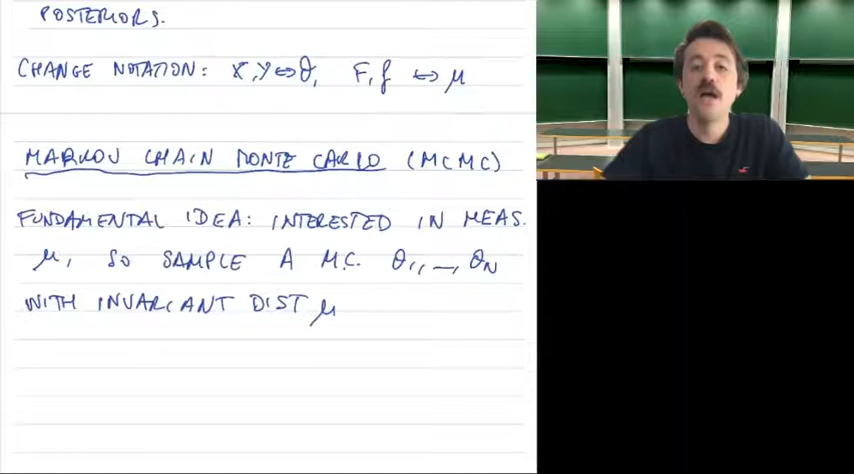 POSTERIORS.
CHANGE NOTATION: X, Y ↔ θ, F, f ↔ μ
MARKOV CHAIN MONTE CARLO (MCMC)
FUNDAMENTAL IDEA: INTERESTED IN MEAS.
μ, SO SAMPLE A M.C. θ₁, —, θ_N
WITH INVARIANT DIST μ